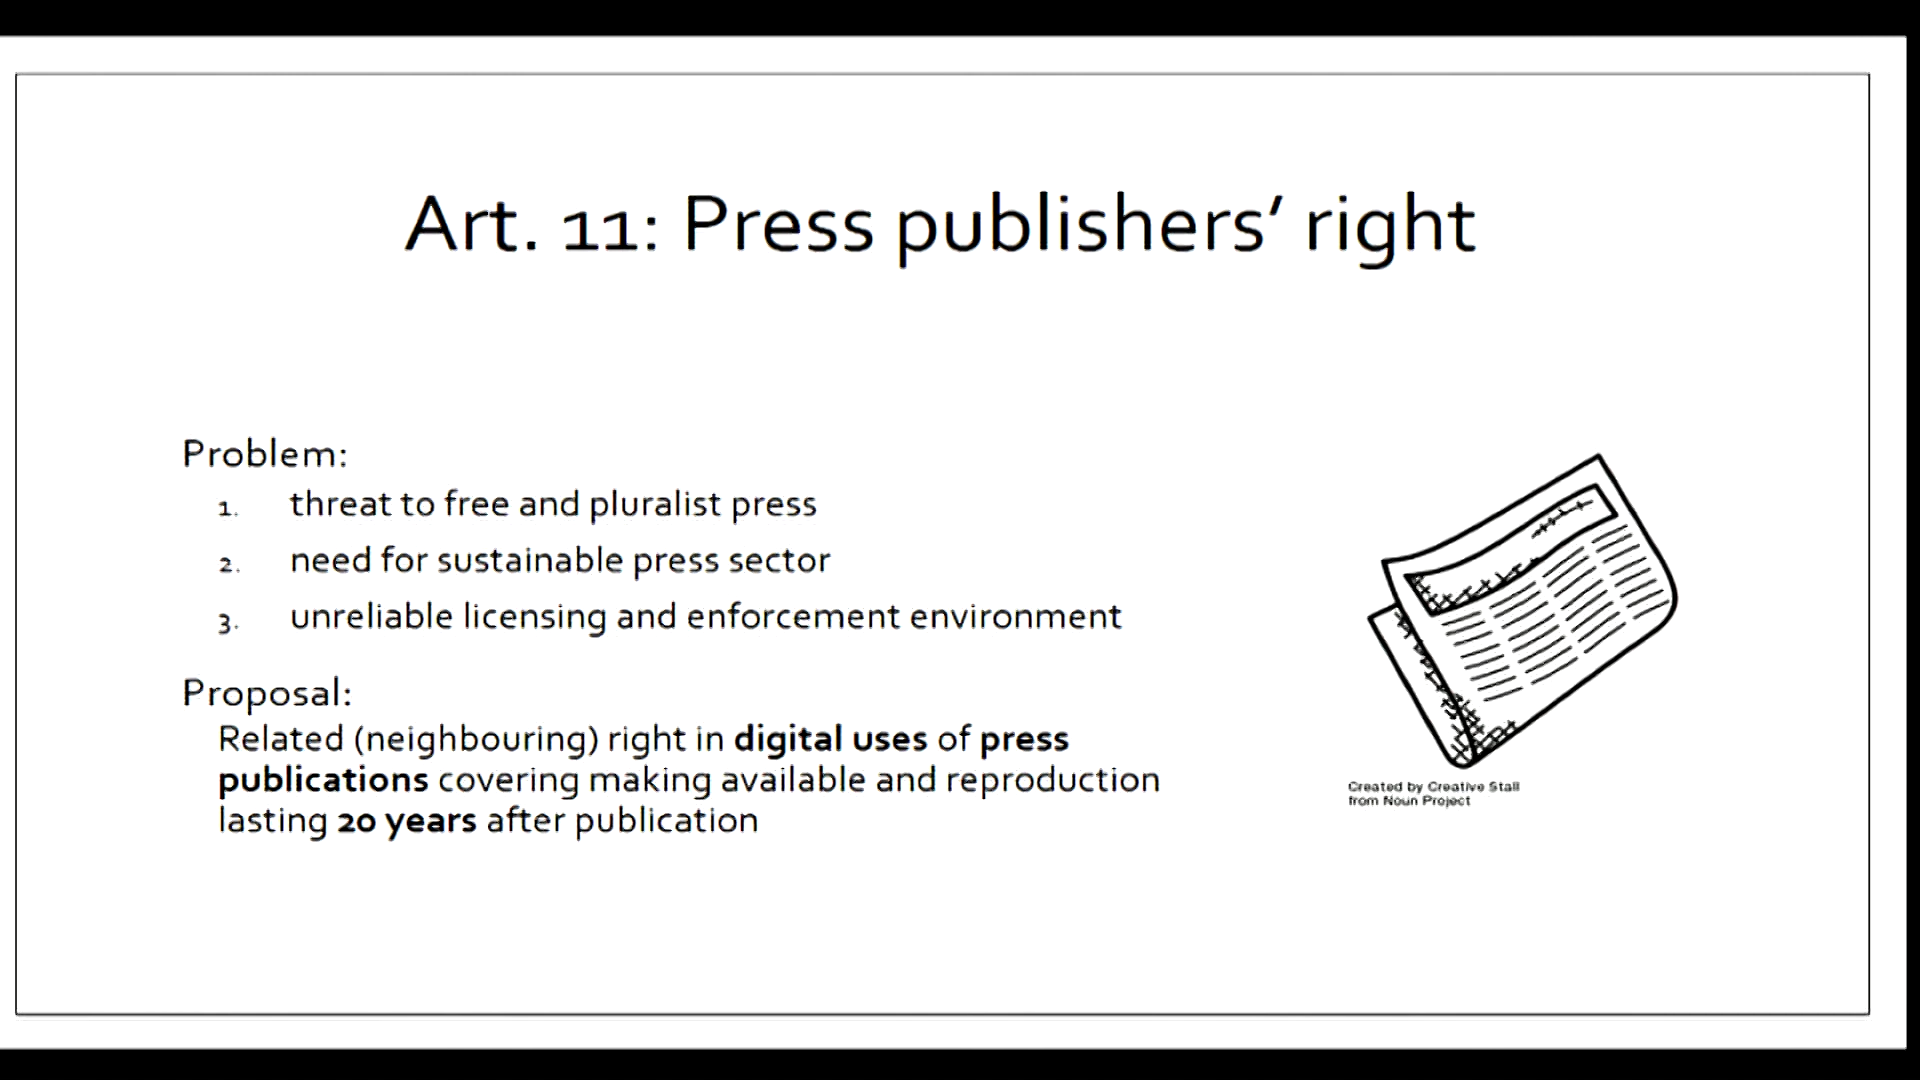 Art. 11: Press publishers’ right
Problem:
1. threat to free and pluralist press
2. need for sustainable press sector
3. unreliable licensing and enforcement environment
Proposal:
Related (neighbouring) right in digital uses of press
publications covering making available and reproduction
lasting 20 years after publication
Created by Creative Stall
from Noun Project